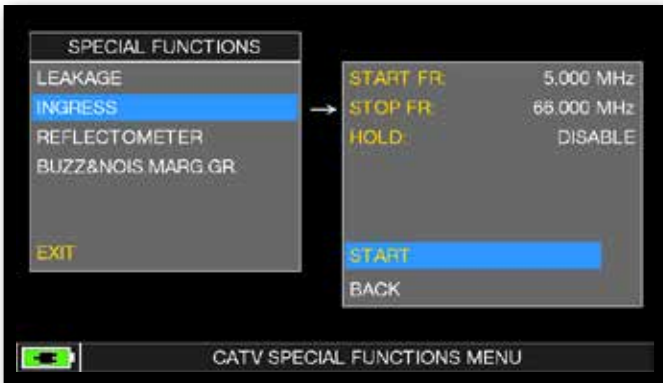 SPECIAL FUNCTIONS
LEAKAGE
INGRESS
REFLECTOMETER
BUZZ&NOIS.MARG.GR
EXIT
START FR: 5.000 MHz
STOP FR: 66.000 MHz
HOLD: DISABLE
START
BACK
CATV SPECIAL FUNCTIONS MENU